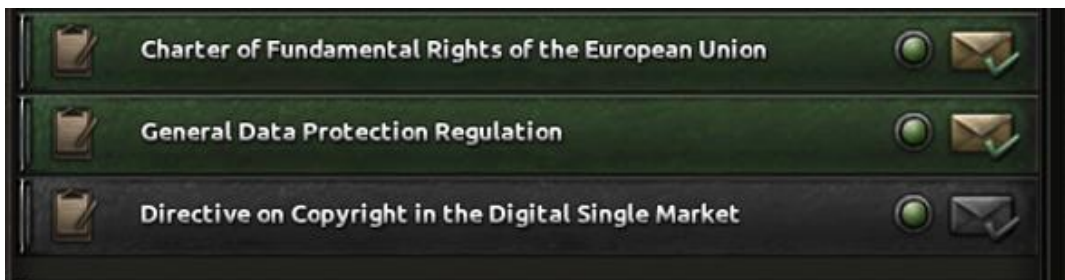 Charter of Fundamental Rights of the European Union
General Data Protection Regulation
Directive on Copyright in the Digital Single Market